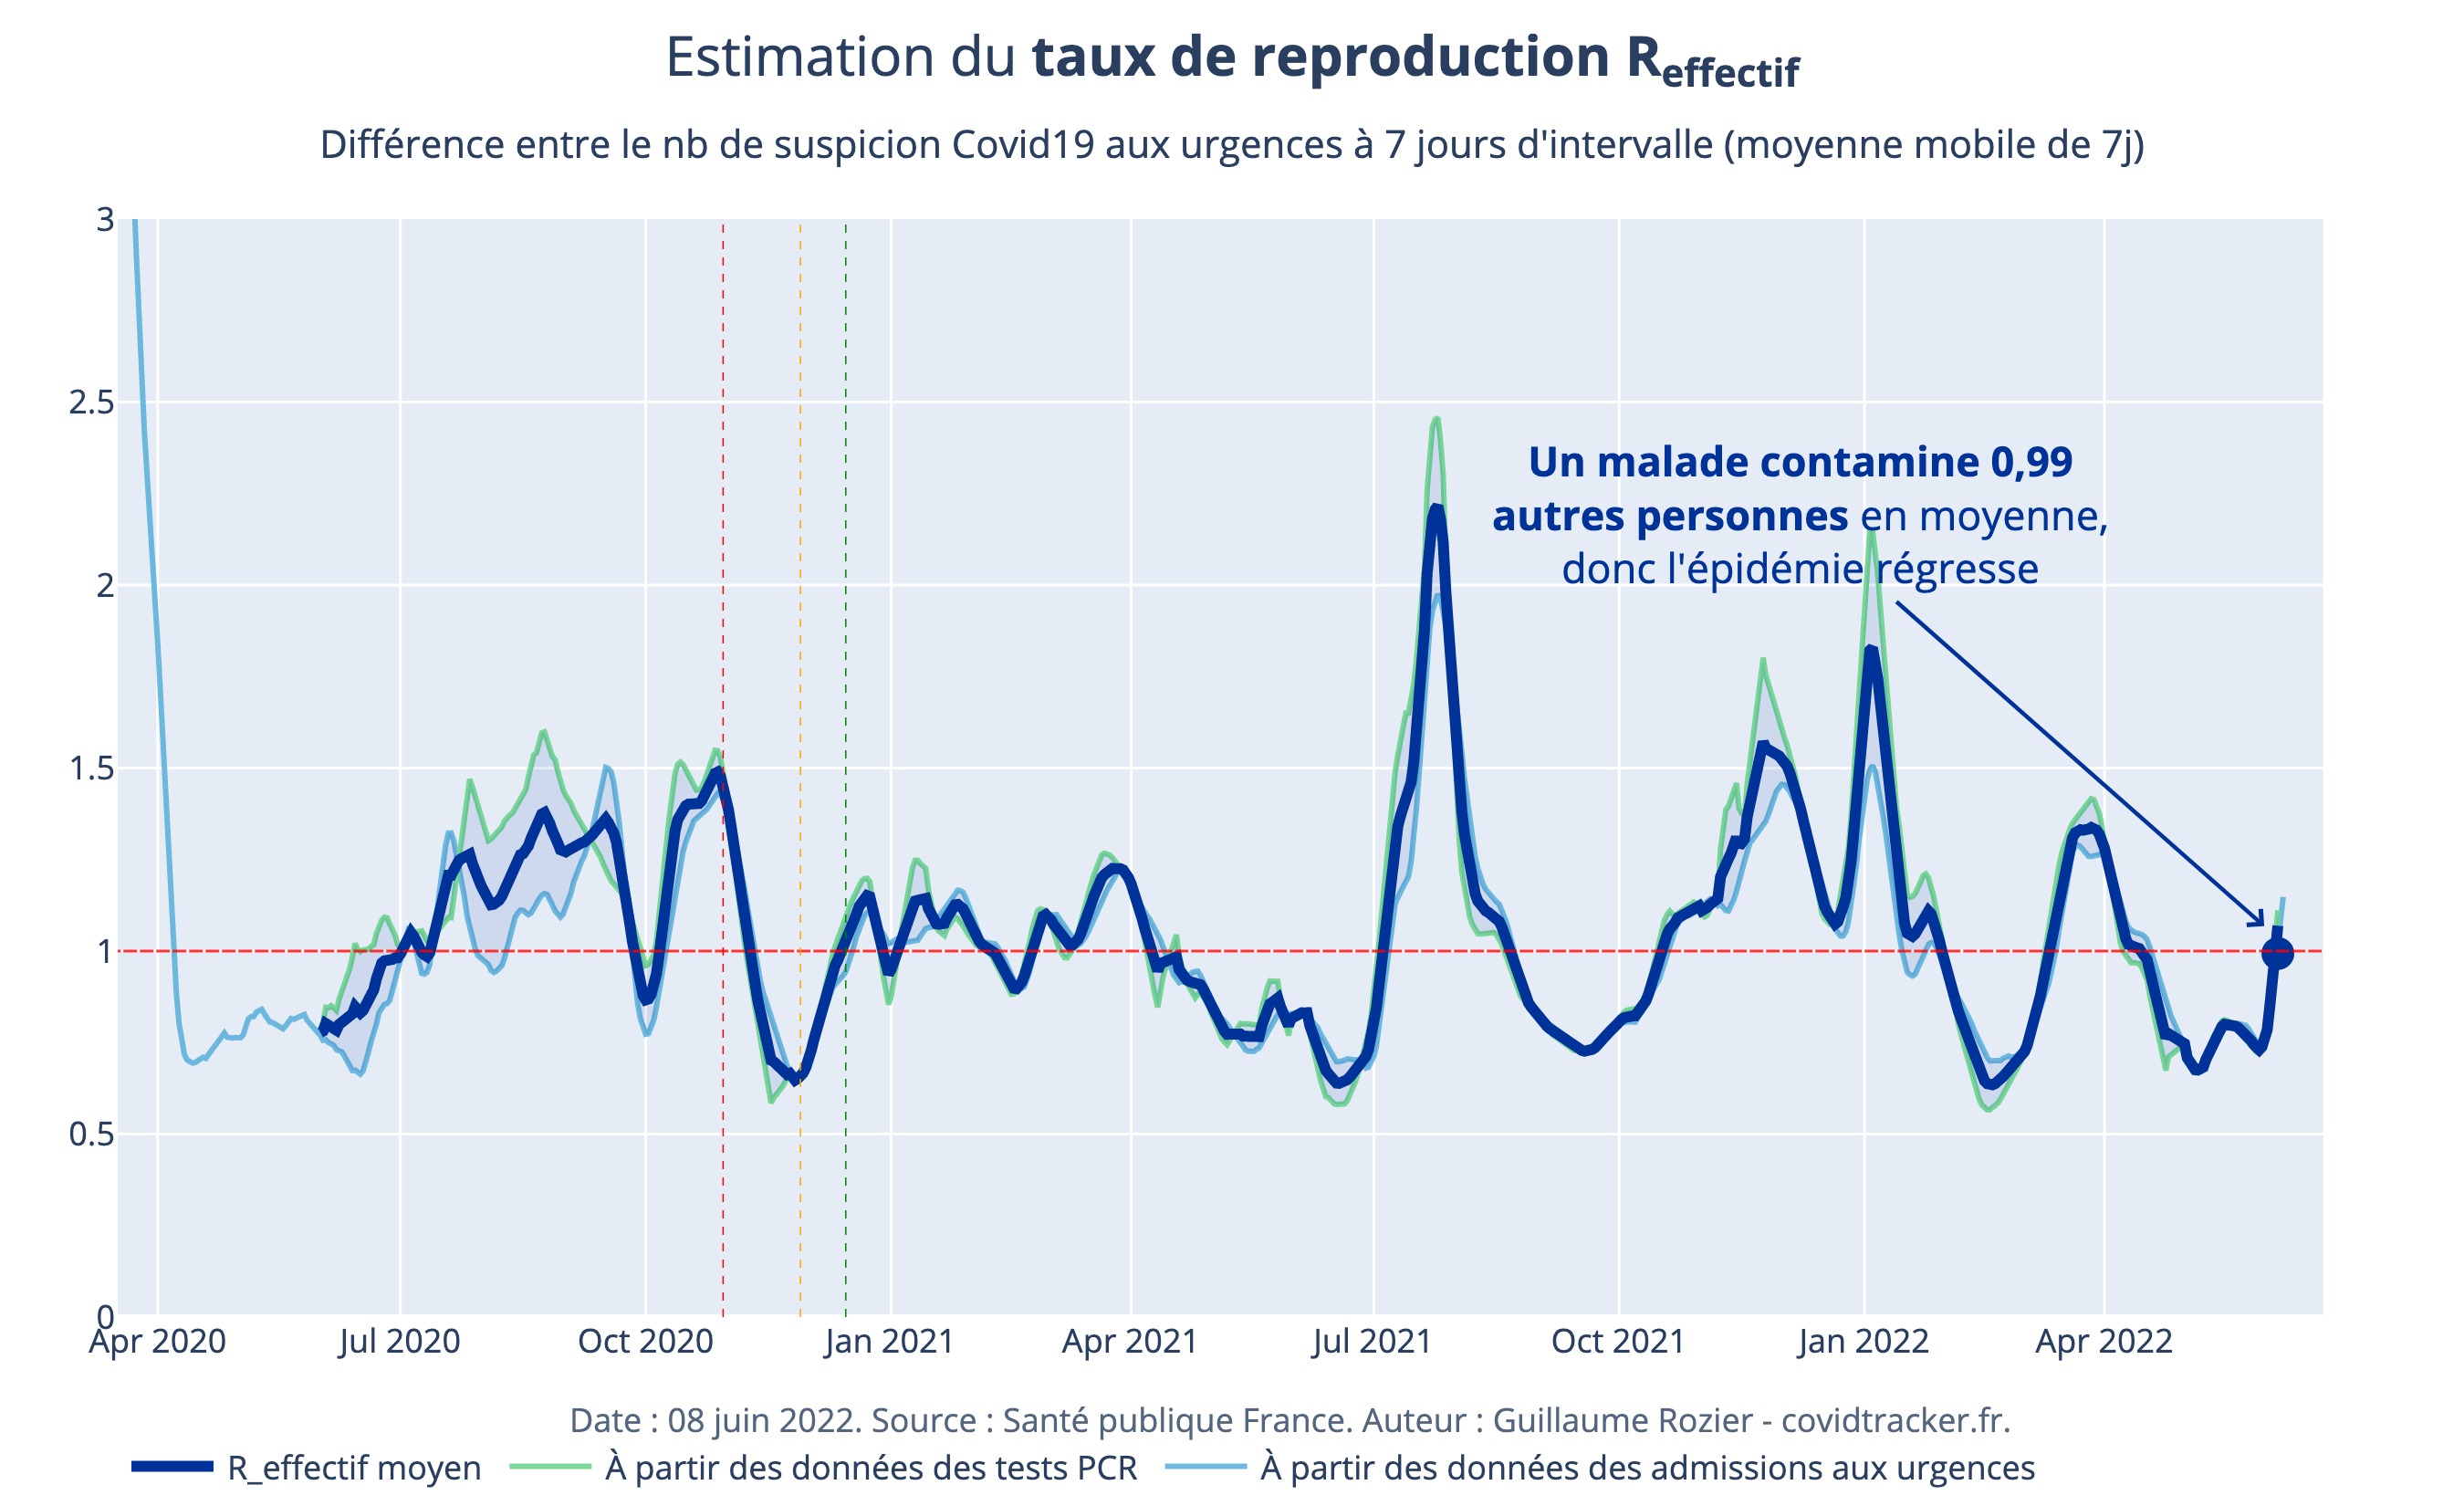 Estimation du taux de reproduction Reffectif
Différence entre le nb de suspicion Covid19 aux urgences à 7 jours d'intervalle (moyenne mobile de 7j)
3
2.5
2
1.5
1
0.5
0
Un malade contamine 0,99
autres personnes en moyenne,
donc l'épidémie régresse
Apr 2020 Jul 2020 Oct 2020 Jan 2021 Apr 2021 Jul 2021 Oct 2021 Jan 2022 Apr 2022
Date : 08 juin 2022. Source : Santé publique France. Auteur : Guillaume Rozier - covidtracker.fr.
R_effectif moyen À partir des données des tests PCR À partir des données des admissions aux urgences